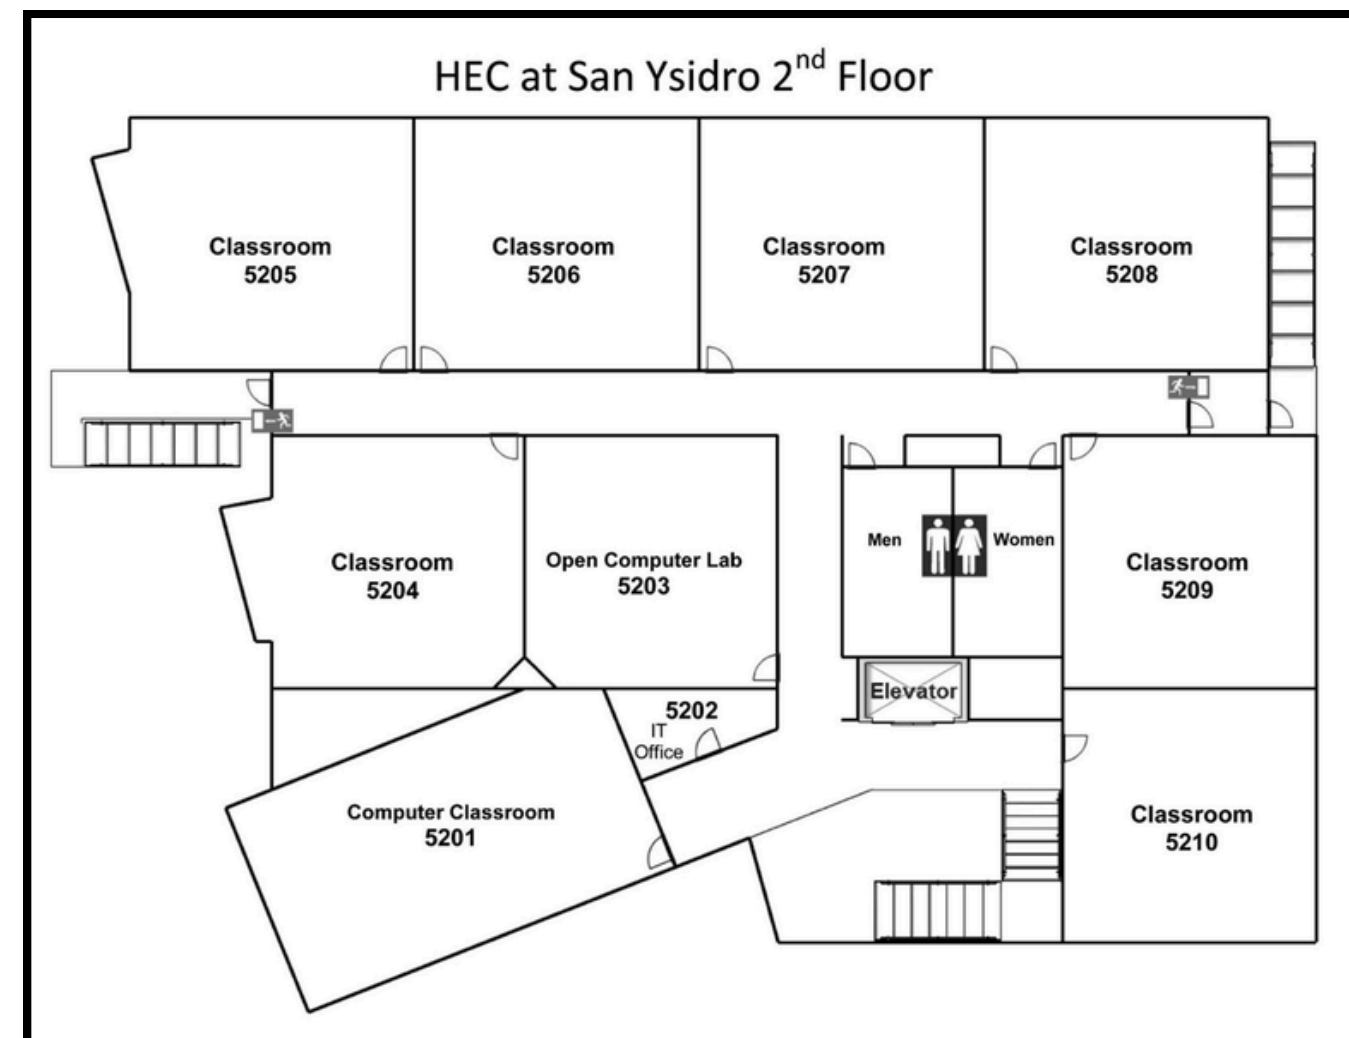 HEC at San Ysidro 2nd Floor
Classroom
5205
Classroom
5206
Classroom
5207
Classroom
5208
Classroom
5204
Open Computer Lab
5203
Men
Women
Classroom
5209
Elevator
5202
IT
Office
Computer Classroom
5201
Classroom
5210